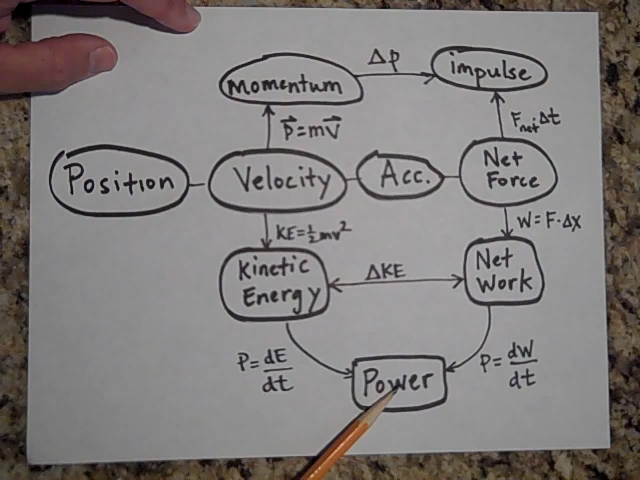 Momentum
Δp
impulse
p⃗=mv⃗
Fnet·Δt
Position
Velocity
Acc.
Net
Force
KE=½mv²
W=F·Δx
Kinetic
Energy
ΔKE
Net
Work
P=dE/dt
Power
P=dW/dt